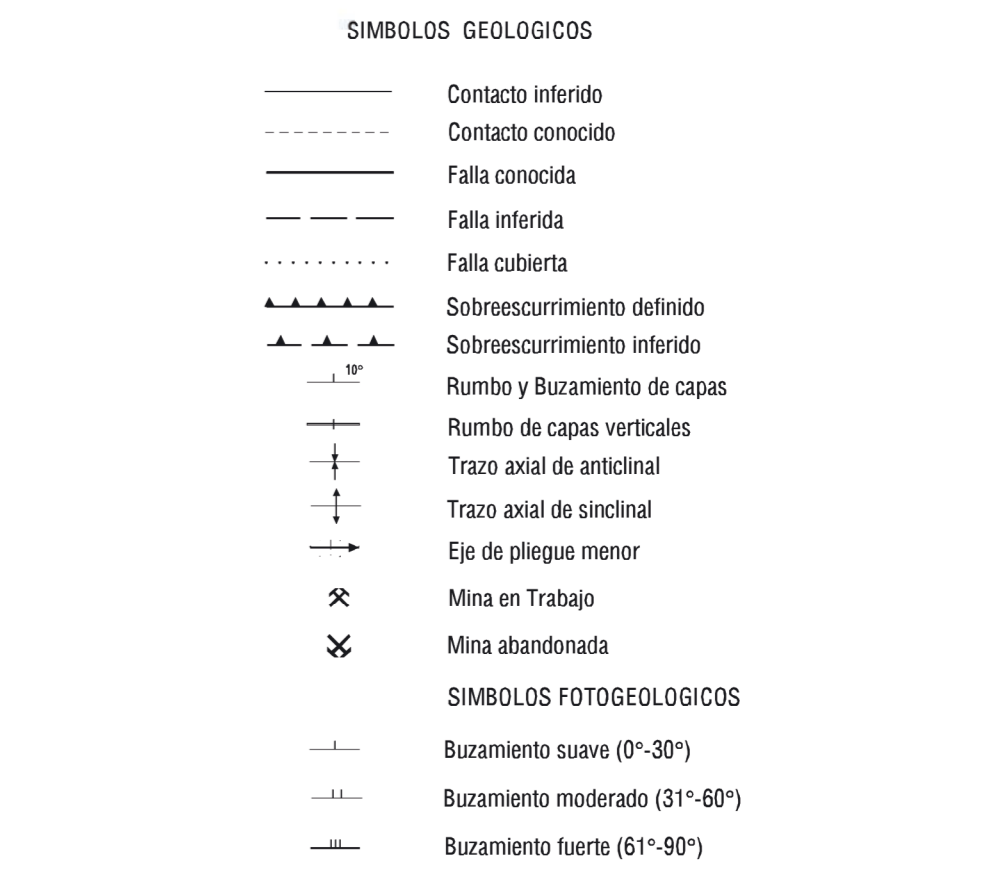 SIMBOLOS GEOLOGICOS
Contacto inferido
Contacto conocido
Falla conocida
Falla inferida
Falla cubierta
Sobreescurrimiento definido
Sobreescurrimiento inferido
10° Rumbo y Buzamiento de capas
Rumbo de capas verticales
Trazo axial de anticlinal
Trazo axial de sinclinal
Eje de pliegue menor
Mina en Trabajo
Mina abandonada
SIMBOLOS FOTOGEOLOGICOS
Buzamiento suave (0°-30°)
Buzamiento moderado (31°-60°)
Buzamiento fuerte (61°-90°)